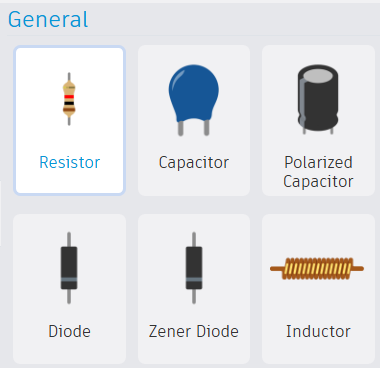 General
Resistor
Capacitor
Polarized
Capacitor
Diode
Zener Diode
Inductor